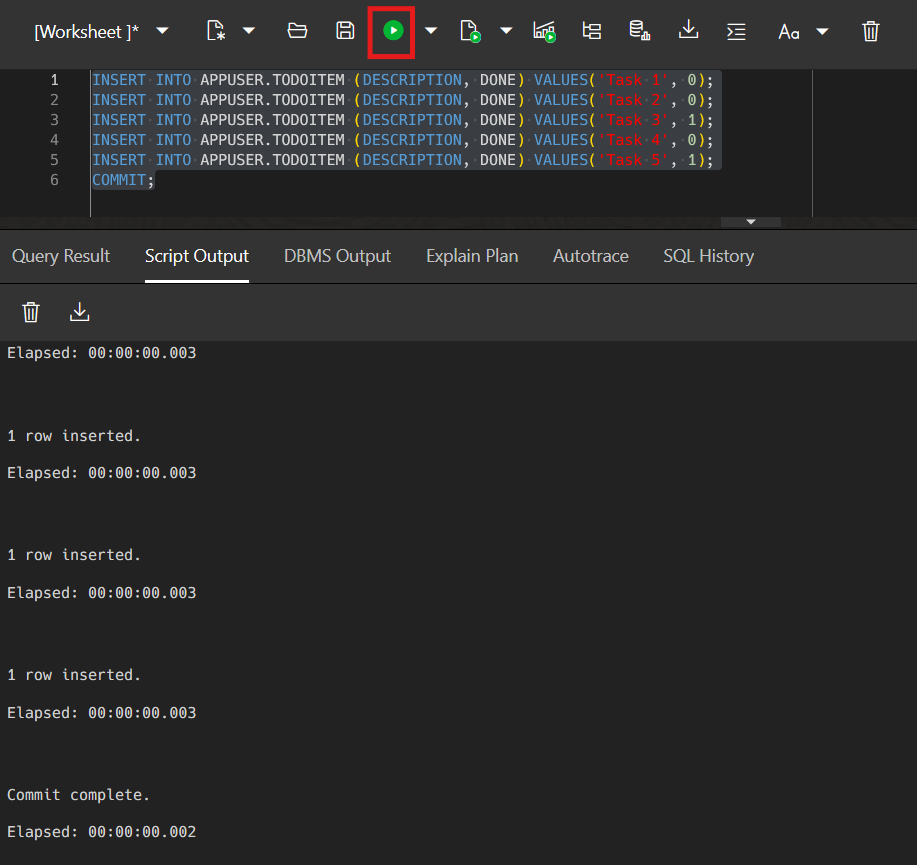 [Worksheet ]*
Aa
1 INSERT INTO APPUSER.TODOITEM (DESCRIPTION, DONE) VALUES('Task 1', 0);
2 INSERT INTO APPUSER.TODOITEM (DESCRIPTION, DONE) VALUES('Task 2', 0);
3 INSERT INTO APPUSER.TODOITEM (DESCRIPTION, DONE) VALUES('Task 3', 1);
4 INSERT INTO APPUSER.TODOITEM (DESCRIPTION, DONE) VALUES('Task 4', 0);
5 INSERT INTO APPUSER.TODOITEM (DESCRIPTION, DONE) VALUES('Task 5', 1);
6 COMMIT;
Query Result Script Output DBMS Output Explain Plan Autotrace SQL History
Elapsed: 00:00:00.003
1 row inserted.
Elapsed: 00:00:00.003
1 row inserted.
Elapsed: 00:00:00.003
1 row inserted.
Elapsed: 00:00:00.003
Commit complete.
Elapsed: 00:00:00.002